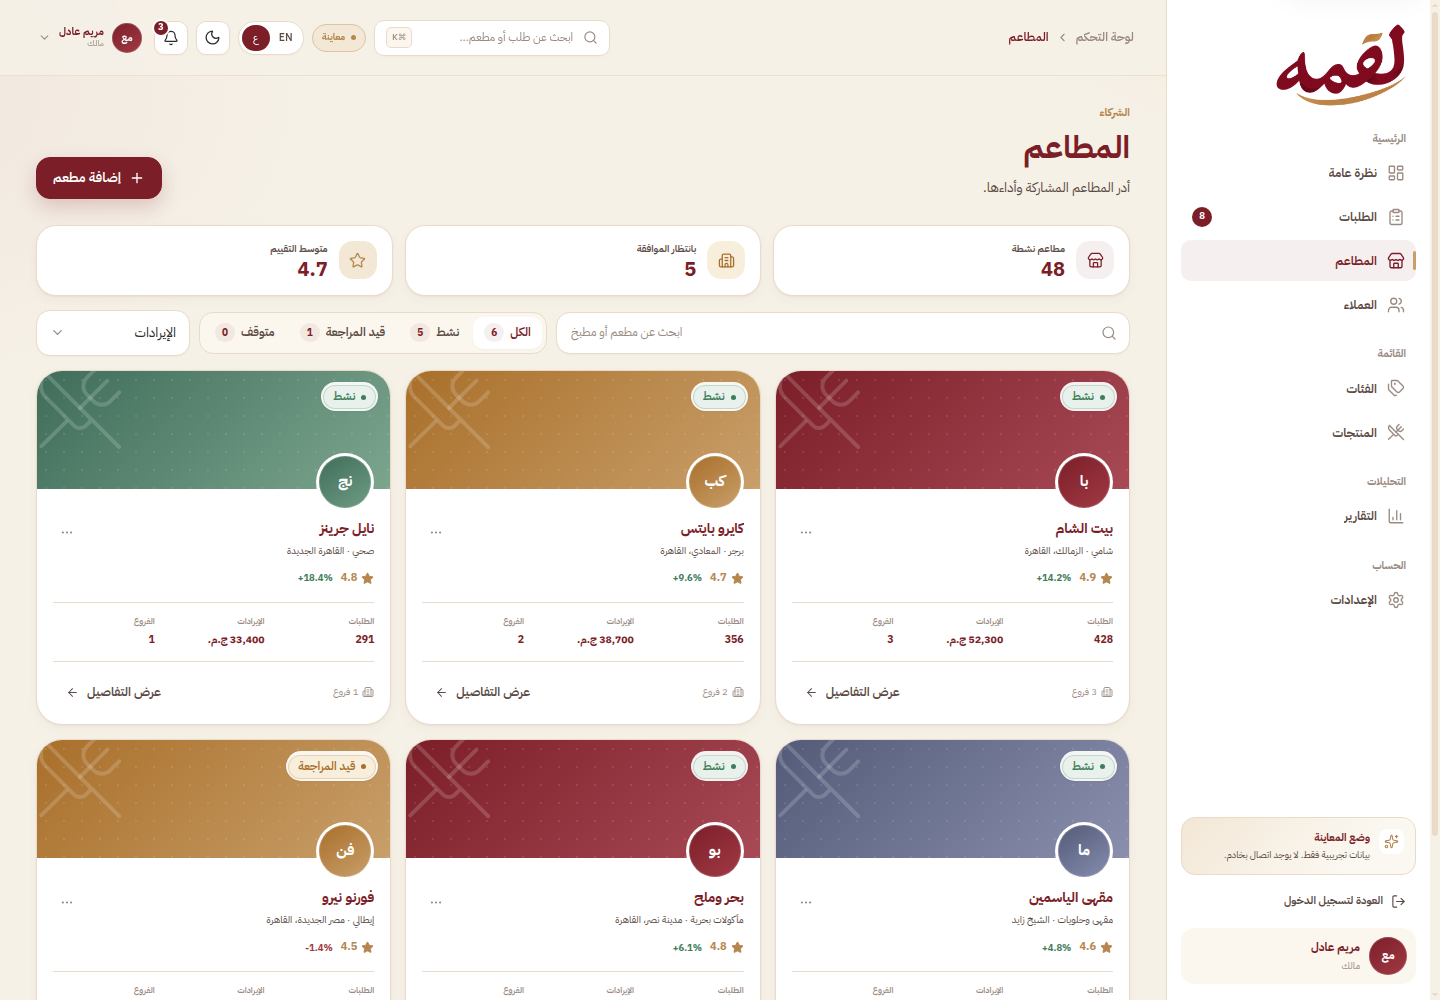 لقمه
الرئيسية
نظرة عامة
الطلبات 8
المطاعم
العملاء
القائمة
الفئات
المنتجات
التحليلات
التقارير
الحساب
الإعدادات
وضع المعاينة
بيانات تجريبية فقط. لا يوجد اتصال بخادم.
العودة لتسجيل الدخول
مع مريم عادل
مالك
لوحة التحكم المطاعم
ابحث عن طلب أو مطعم... ⌘K
معاينة
EN ع
3
مع مريم عادل
مالك
الشركاء
المطاعم
أدر المطاعم المشاركة وأداءها.
إضافة مطعم
مطاعم نشطة
48
بانتظار الموافقة
5
متوسط التقييم
4.7
ابحث عن مطعم أو مطبخ
الكل 6 نشط 5 قيد المراجعة 1 متوقف 0
الإيرادات
نشط
با
بيت الشام
...
شامي · الزمالك، القاهرة
4.9 +14.2%
الطلبات الإيرادات الفروع
428 52,300 ج.م. 3
3 فروع عرض التفاصيل
نشط
كب
كايرو بايتس
...
برجر · المعادي، القاهرة
4.7 +9.6%
الطلبات الإيرادات الفروع
356 38,700 ج.م. 2
2 فروع عرض التفاصيل
نشط
نج
نايل جرينز
...
صحي · القاهرة الجديدة
4.8 +18.4%
الطلبات الإيرادات الفروع
291 33,400 ج.م. 1
1 فروع عرض التفاصيل
نشط
ما
مقهى الياسمين
...
مقهى وحلويات · الشيخ زايد
4.6 +4.8%
الطلبات الإيرادات الفروع
نشط
بو
بحر وملح
...
مأكولات بحرية · مدينة نصر، القاهرة
4.8 +6.1%
الطلبات الإيرادات الفروع
قيد المراجعة
فن
فورنو نيرو
...
إيطالي · مصر الجديدة، القاهرة
4.5 -1.4%
الطلبات الإيرادات الفروع